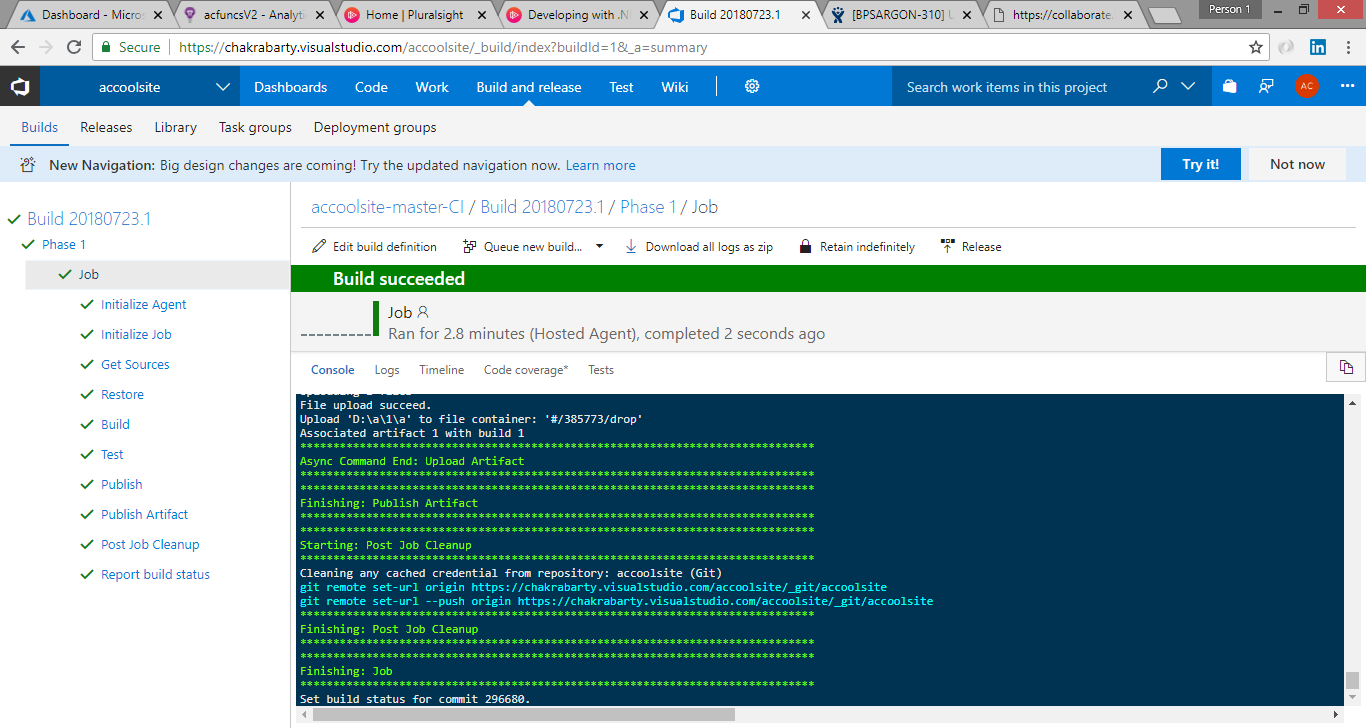 Person 1
Dashboard - Micros
acfuncsV2 - Analyti
Home | Pluralsight
Developing with .N
Build 20180723.1
[BPSARGON-310] U
https://collaborate.
Secure
https://chakrabarty.visualstudio.com/accoolsite/_build/index?buildId=1&_a=summary
accoolsite
Dashboards
Code
Work
Build and release
Test
Wiki
Search work items in this project
AC
Builds
Releases
Library
Task groups
Deployment groups
New Navigation: Big design changes are coming! Try the updated navigation now. Learn more
Try it!
Not now
Build 20180723.1
Phase 1
Job
Initialize Agent
Initialize Job
Get Sources
Restore
Build
Test
Publish
Publish Artifact
Post Job Cleanup
Report build status
accoolsite-master-CI / Build 20180723.1 / Phase 1 / Job
Edit build definition
Queue new build...
Download all logs as zip
Retain indefinitely
Release
Build succeeded
Job
Ran for 2.8 minutes (Hosted Agent), completed 2 seconds ago
Console
Logs
Timeline
Code coverage*
Tests
File upload succeed.
Upload 'D:\a\1\a' to file container: '#/385773/drop'
Associated artifact 1 with build 1
******************************************************************************
Async Command End: Upload Artifact
******************************************************************************
******************************************************************************
Finishing: Publish Artifact
******************************************************************************
******************************************************************************
Starting: Post Job Cleanup
******************************************************************************
Cleaning any cached credential from repository: accoolsite (Git)
git remote set-url origin https://chakrabarty.visualstudio.com/accoolsite/_git/accoolsite
git remote set-url --push origin https://chakrabarty.visualstudio.com/accoolsite/_git/accoolsite
******************************************************************************
Finishing: Post Job Cleanup
******************************************************************************
******************************************************************************
Finishing: Job
******************************************************************************
Set build status for commit 296680.